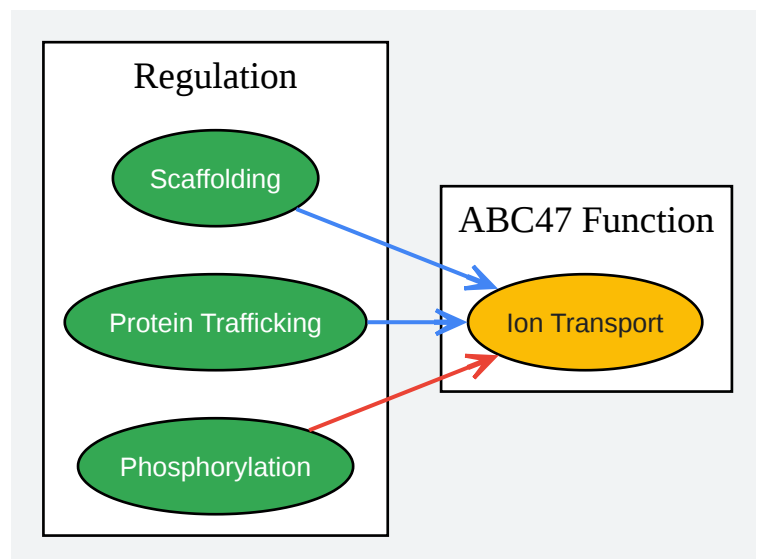 Regulation
Scaffolding
Protein Trafficking
Phosphorylation
ABC47 Function
Ion Transport